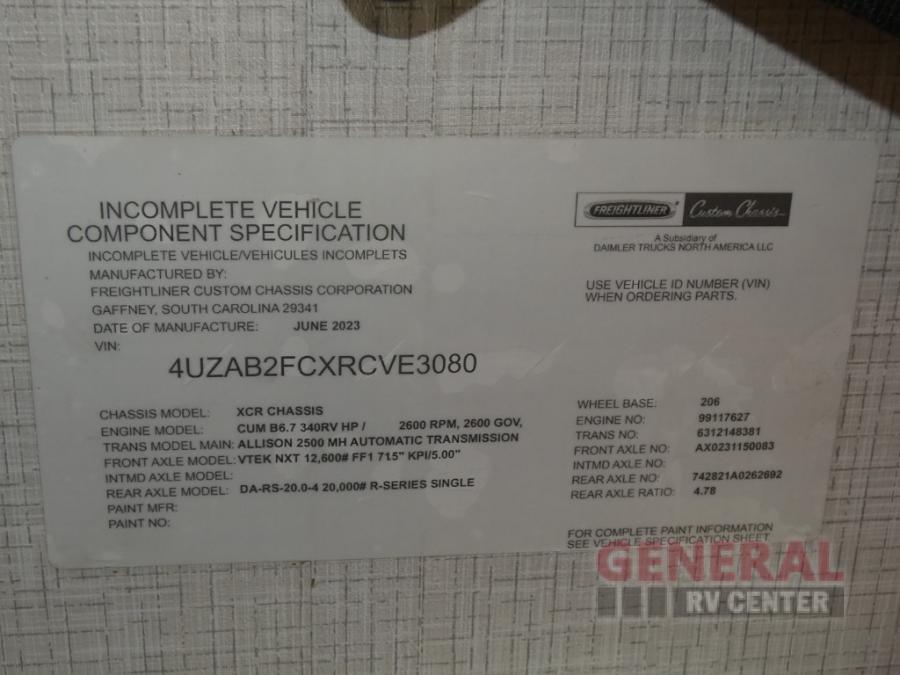 INCOMPLETE VEHICLE
COMPONENT SPECIFICATION
INCOMPLETE VEHICLE/VEHICULES INCOMPLETS
MANUFACTURED BY:
FREIGHTLINER CUSTOM CHASSIS CORPORATION
GAFFNEY, SOUTH CAROLINA 29341
DATE OF MANUFACTURE: JUNE 2023
VIN:
4UZAB2FCXRCVE3080
CHASSIS MODEL: XCR CHASSIS
ENGINE MODEL: CUM B6.7 340RV HP / 2600 RPM, 2600 GOV,
TRANS MODEL MAIN: ALLISON 2500 MH AUTOMATIC TRANSMISSION
FRONT AXLE MODEL: VTEK NXT 12,600# FF1 71.5" KPI/5.00"
INTMD AXLE MODEL:
REAR AXLE MODEL: DA-RS-20.0-4 20,000# R-SERIES SINGLE
PAINT MFR:
PAINT NO:
FREIGHTLINER Custom Chassis
A Subsidiary of
DAIMLER TRUCKS NORTH AMERICA LLC
USE VEHICLE ID NUMBER (VIN)
WHEN ORDERING PARTS.
WHEEL BASE: 206
ENGINE NO: 99117627
TRANS NO: 6312148381
FRONT AXLE NO: AX0231150083
INTMD AXLE NO:
REAR AXLE NO: 742821A0262692
REAR AXLE RATIO: 4.78
FOR COMPLETE PAINT INFORMATION
SEE VEHICLE SPECIFICATION SHEET
GENERAL
RV CENTER